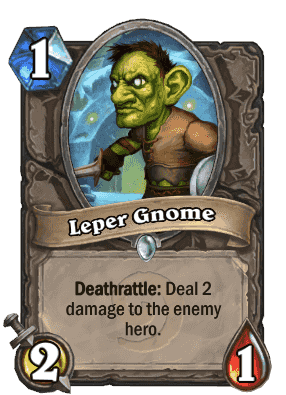 1
Leper Gnome
Deathrattle: Deal 2
damage to the enemy
hero.
2
1